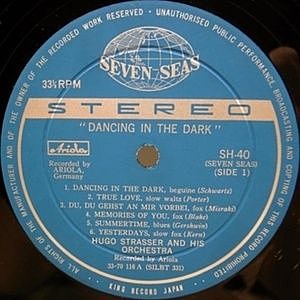 SEVEN SEAS
33⅓ RPM
STEREO
"DANCING IN THE DARK"
Ariola
Recorded by
ARIOLA,
Germany
SH-40
(SEVEN SEAS)
(SIDE 1)
1. DANCING IN THE DARK, beguine (Schwartz)
2. TRUE LOVE, slow waltz (Porter)
3. DU, DU GEHST AN MIR VORBEI, fox (Misraki)
4. MEMORIES OF YOU, fox (Blake)
5. SUMMERTIME, blues (Gershwin)
6. YESTERDAYS, slow fox (Kern)
HUGO STRASSER AND HIS
ORCHESTRA
Recorded by Ariola
33-70 116 A (SILBT 331)
ALL RIGHTS OF THE MANUFACTURER AND OF THE OWNER OF THE RECORDED WORK RESERVED · UNAUTHORISED PUBLIC PERFORMANCE, BROADCASTING AND COPYING OF THIS RECORD PROHIBITED
KING RECORD JAPAN